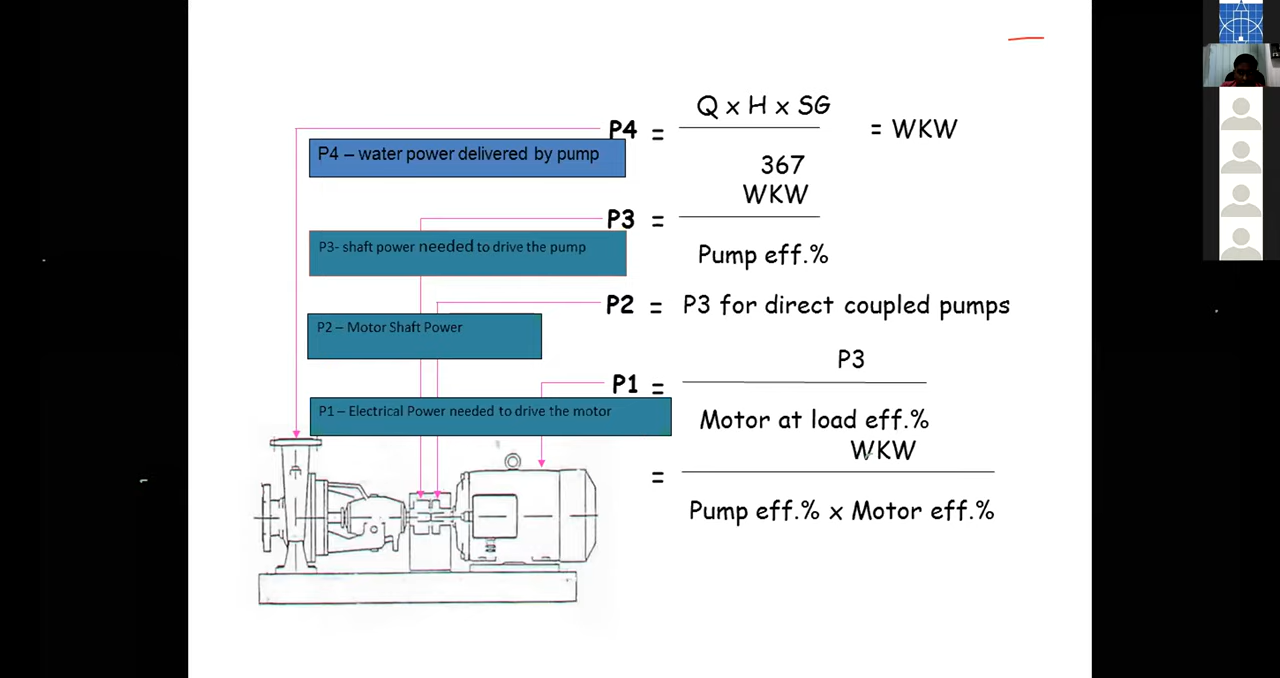 P4 = Q x H x SG = WKW
P4 – water power delivered by pump
367
WKW
P3 =
P3- shaft power needed to drive the pump
Pump eff.%
P2 = P3 for direct coupled pumps
P2 – Motor Shaft Power
P3
P1 =
P1 – Electrical Power needed to drive the motor
Motor at load eff.%
WKW
=
Pump eff.% x Motor eff.%